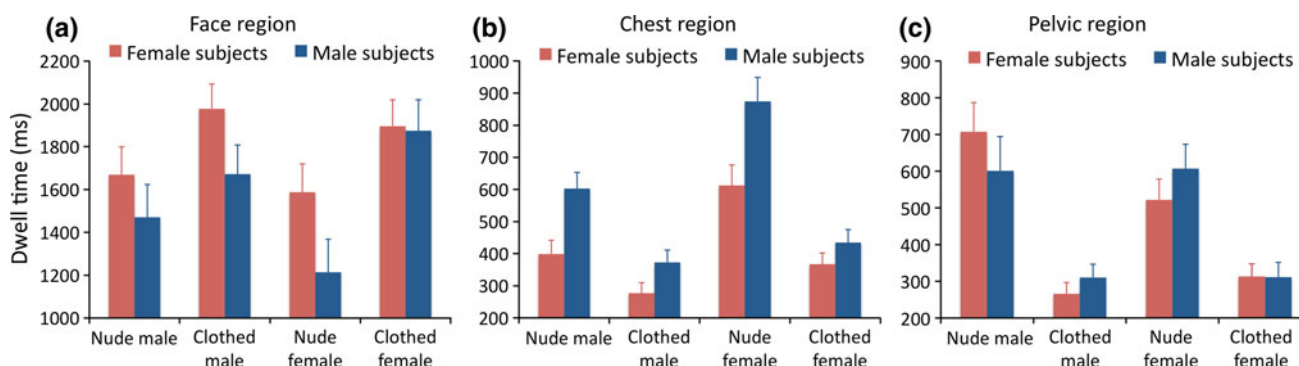 (a) Face region
Female subjects Male subjects
2200
2000
1800
1600
1400
1200
1000
Dwell time (ms)
Nude male
Clothed
male
Nude
female
Clothed
female
(b) Chest region
Female subjects Male subjects
1000
900
800
700
600
500
400
300
200
Nude male
Clothed
male
Nude
female
Clothed
female
(c) Pelvic region
Female subjects Male subjects
900
800
700
600
500
400
300
200
Nude male
Clothed
male
Nude
female
Clothed
female